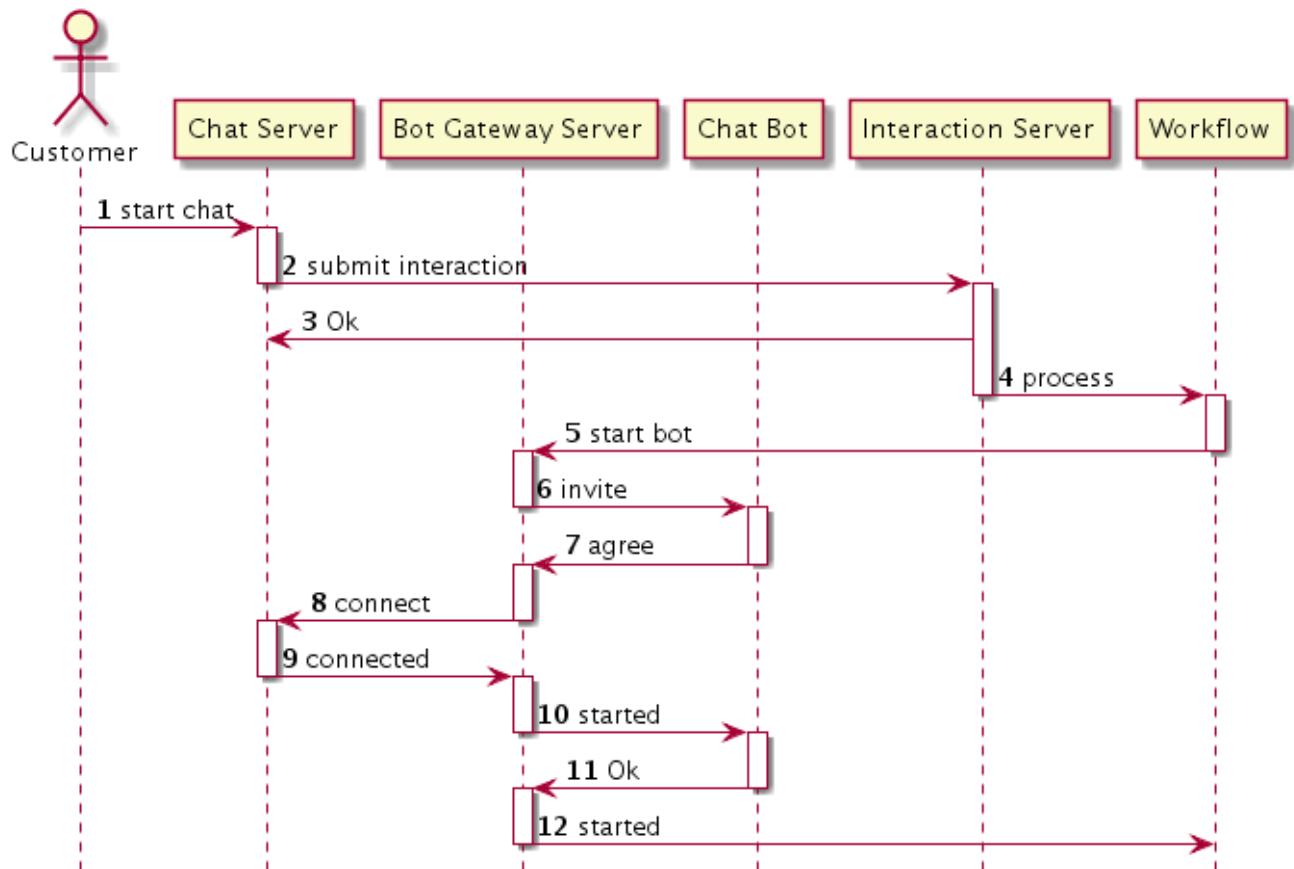 Customer
Chat Server
Bot Gateway Server
Chat Bot
Interaction Server
Workflow
1 start chat
2 submit interaction
3 Ok
4 process
5 start bot
6 invite
7 agree
8 connect
9 connected
10 started
11 Ok
12 started